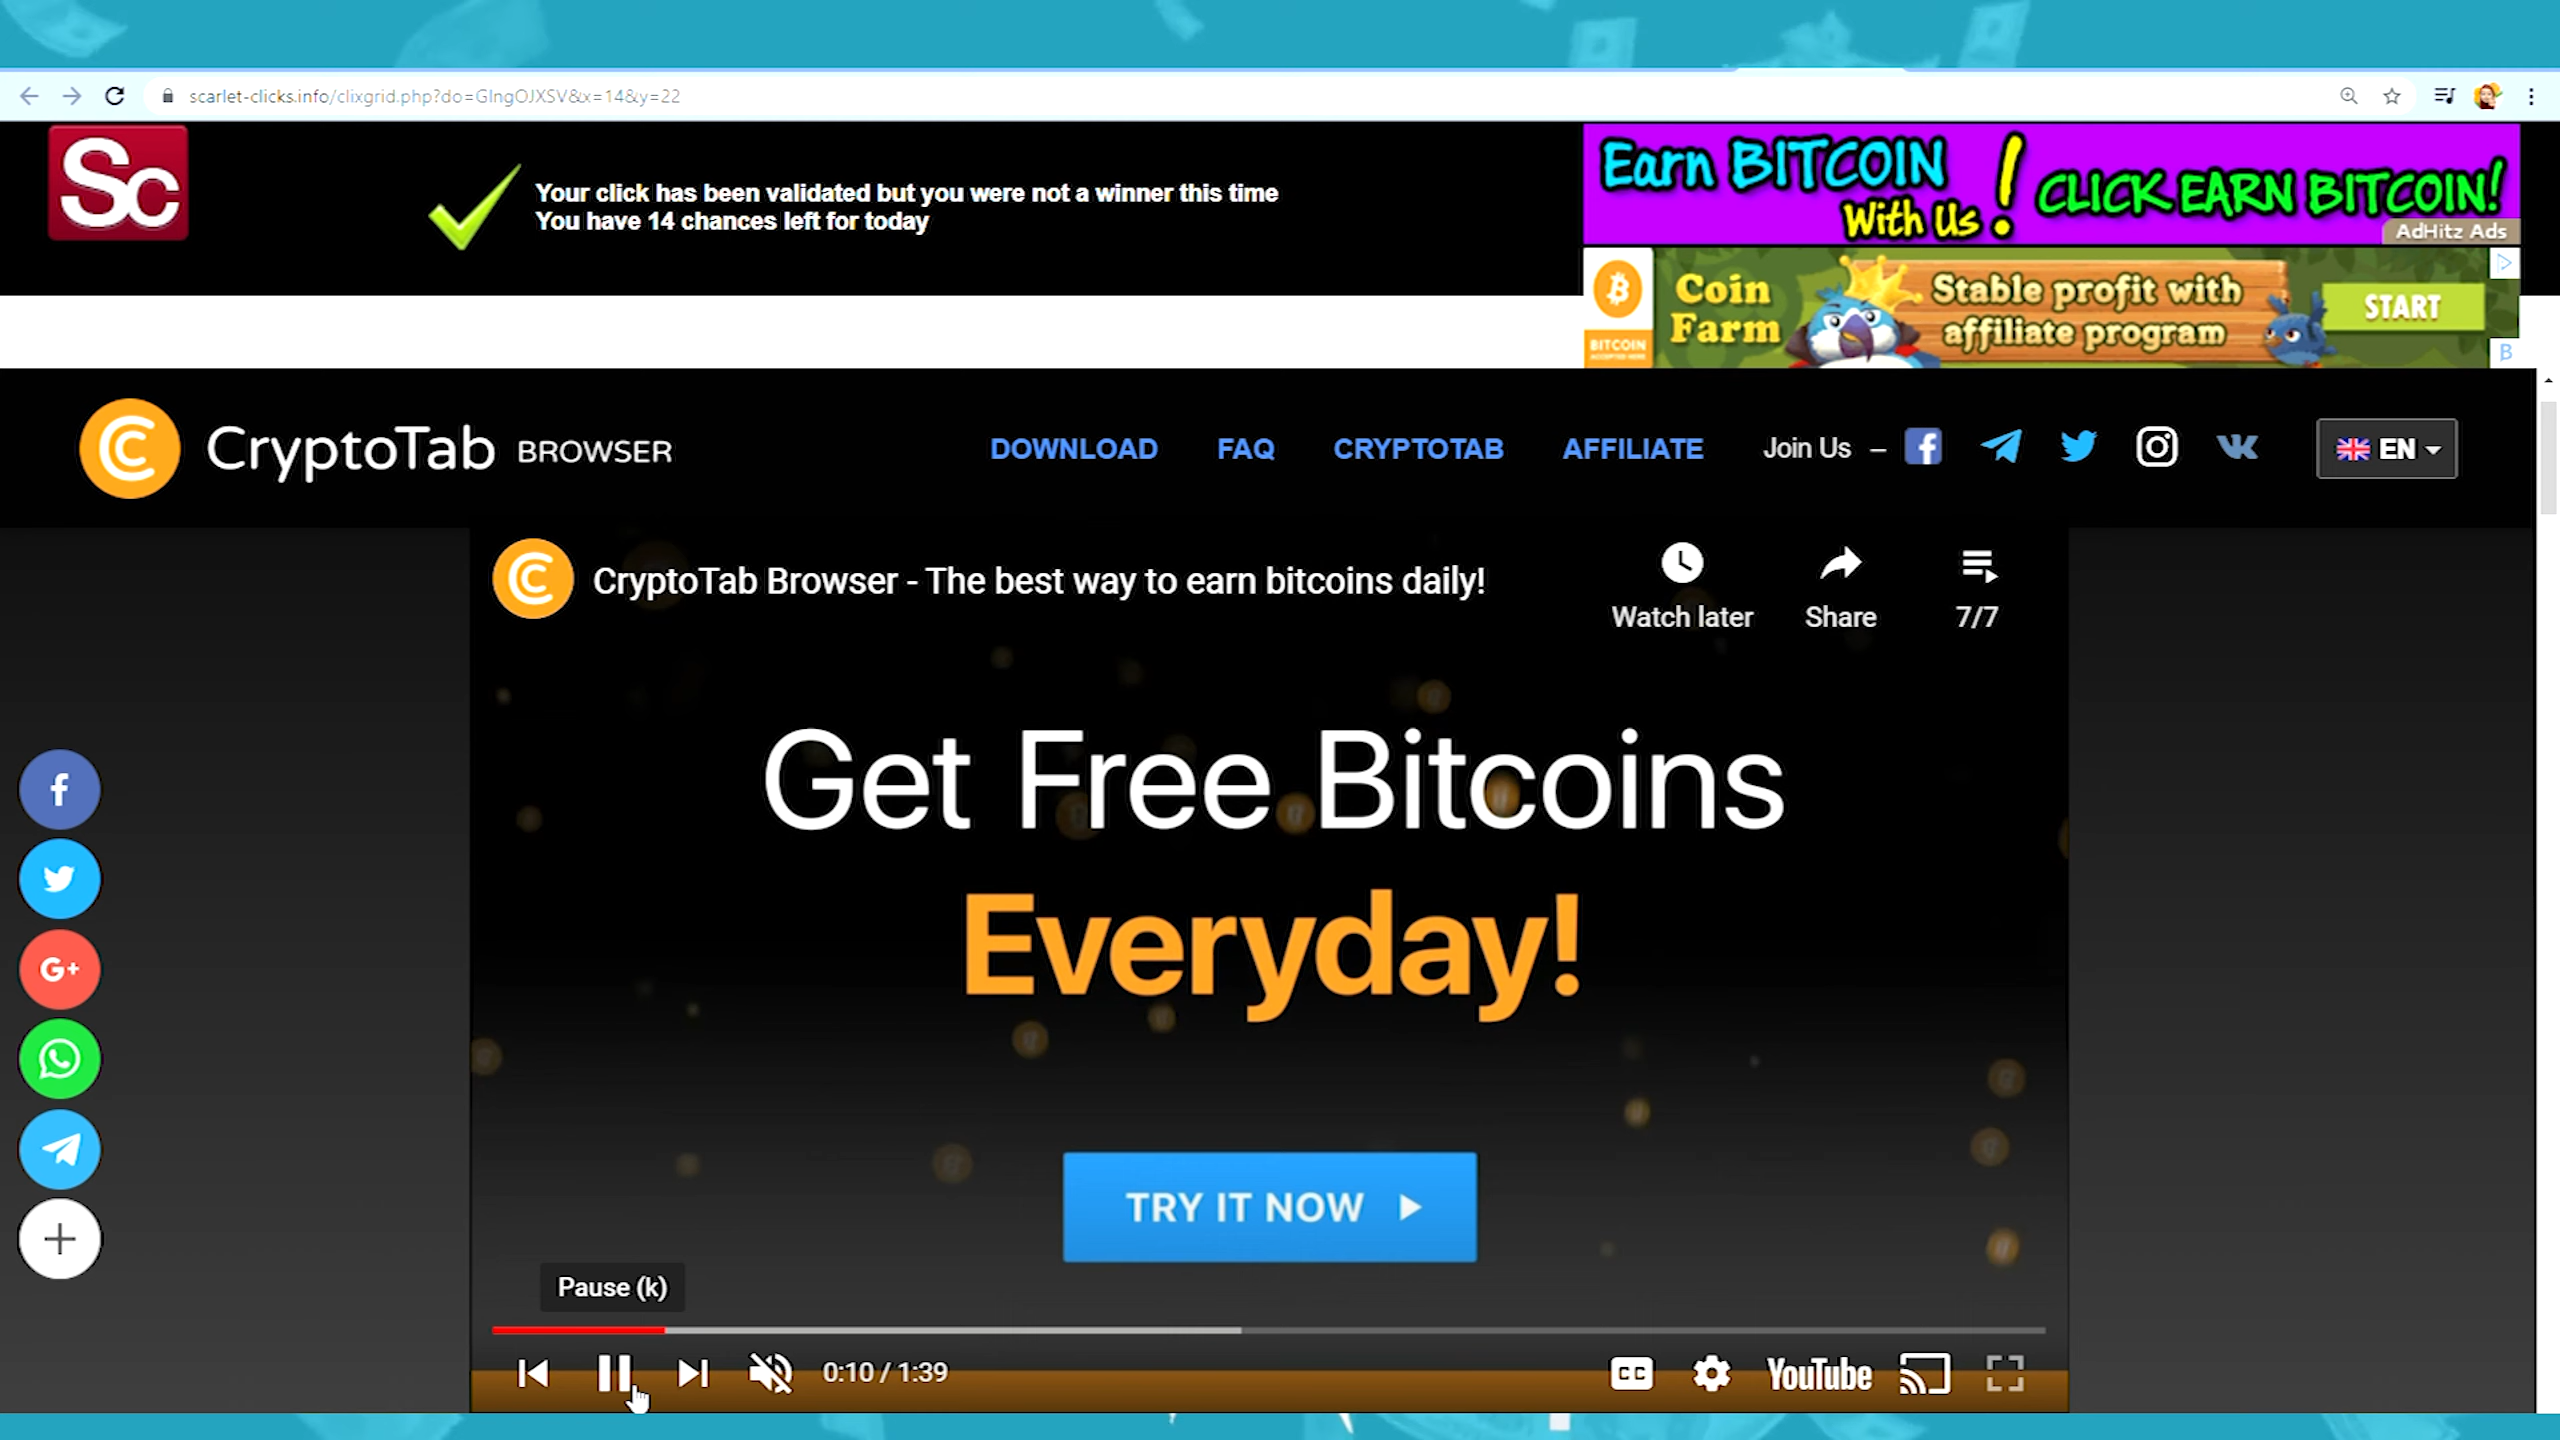 scarlet-clicks.info/clixgrid.php?do=GlngOJXSV&x=14&y=22
Sc
Your click has been validated but you were not a winner this time
You have 14 chances left for today
Earn BITCOIN With Us! CLICK EARN BITCOIN!
AdHitz Ads
BITCOIN
ACCEPTED HERE
Coin
Farm
Stable profit with
affiliate program
START
B
CryptoTab BROWSER
DOWNLOAD FAQ CRYPTOTAB AFFILIATE Join Us – EN
CryptoTab Browser - The best way to earn bitcoins daily!
Watch later
Share
7/7
Get Free Bitcoins
Everyday!
TRY IT NOW
Pause (k)
0:10 / 1:39
CC
YouTube